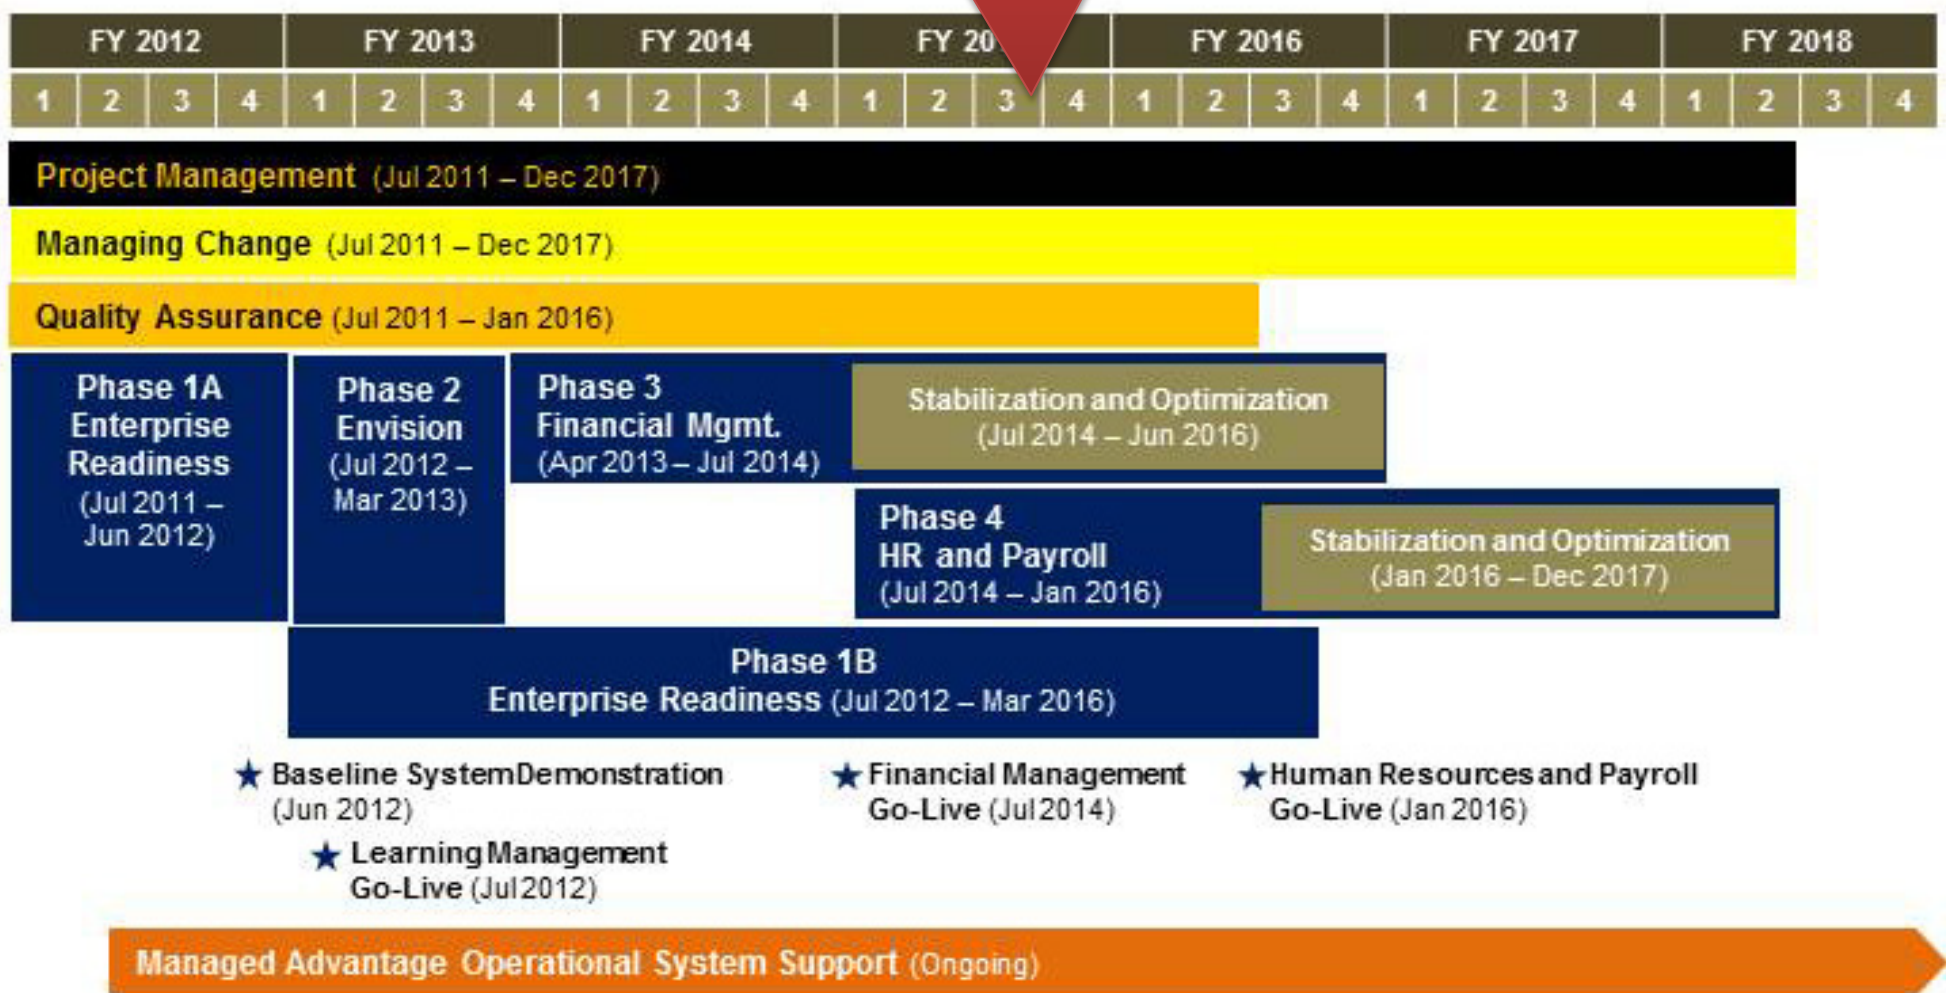 FY 2012 FY 2013 FY 2014 FY 20 FY 2016 FY 2017 FY 2018
1 2 3 4 1 2 3 4 1 2 3 4 1 2 3 4 1 2 3 4 1 2 3 4 1 2 3 4
Project Management (Jul 2011 – Dec 2017)
Managing Change (Jul 2011 – Dec 2017)
Quality Assurance (Jul 2011 – Jan 2016)
Phase 1A
Enterprise
Readiness
(Jul 2011 –
Jun 2012)
Phase 2
Envision
(Jul 2012 –
Mar 2013)
Phase 3
Financial Mgmt.
(Apr 2013 – Jul 2014)
Stabilization and Optimization
(Jul 2014 – Jun 2016)
Phase 4
HR and Payroll
(Jul 2014 – Jan 2016)
Stabilization and Optimization
(Jan 2016 – Dec 2017)
Phase 1B
Enterprise Readiness (Jul 2012 – Mar 2016)
Baseline System Demonstration
(Jun 2012)
Financial Management
Go-Live (Jul 2014)
Human Resources and Payroll
Go-Live (Jan 2016)
Learning Management
Go-Live (Jul 2012)
Managed Advantage Operational System Support (Ongoing)